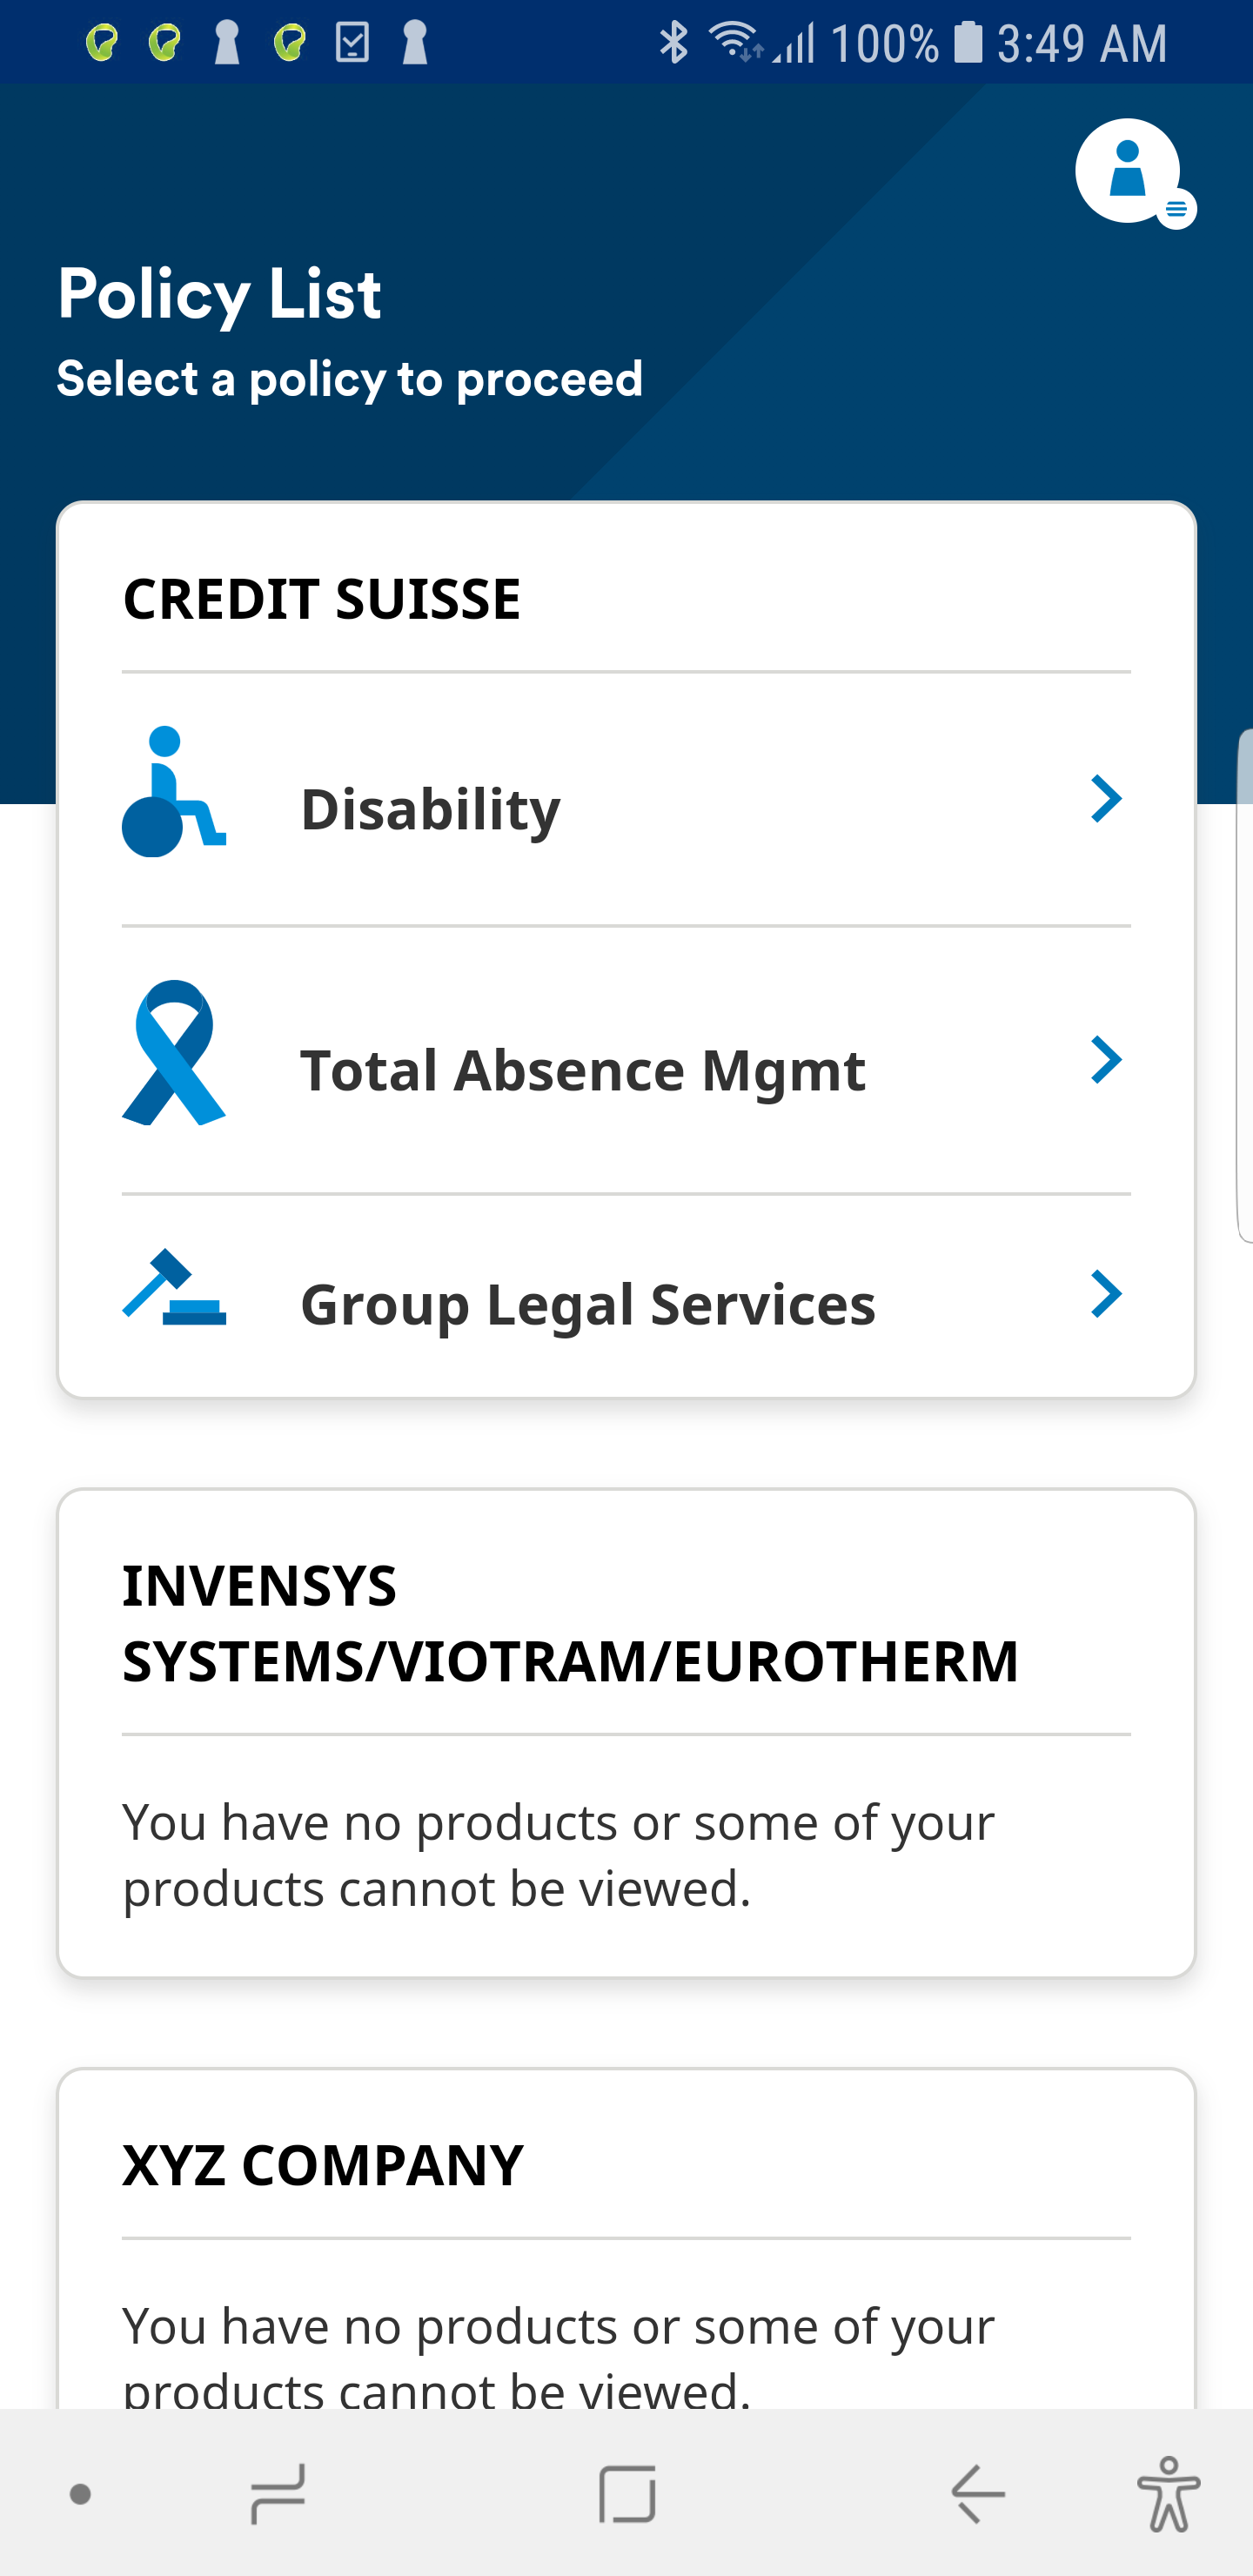 100% 3:49 AM
Policy List
Select a policy to proceed
CREDIT SUISSE
Disability
Total Absence Mgmt
Group Legal Services
INVENSYS
SYSTEMS/VIOTRAM/EUROTHERM
You have no products or some of your
products cannot be viewed.
XYZ COMPANY
You have no products or some of your
products cannot be viewed.